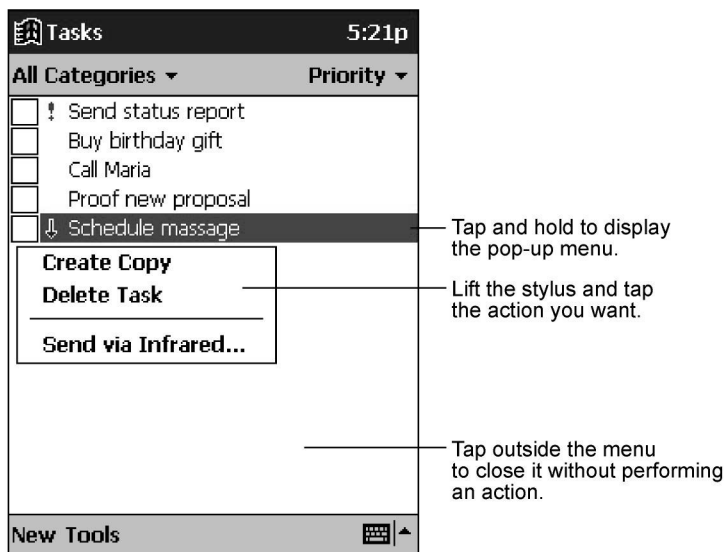 Tasks 5:21p
All Categories Priority
! Send status report
Buy birthday gift
Call Maria
Proof new proposal
Schedule massage
Create Copy
Delete Task
Send via Infrared...
New Tools
Tap and hold to display
the pop-up menu.
Lift the stylus and tap
the action you want.
Tap outside the menu
to close it without performing
an action.